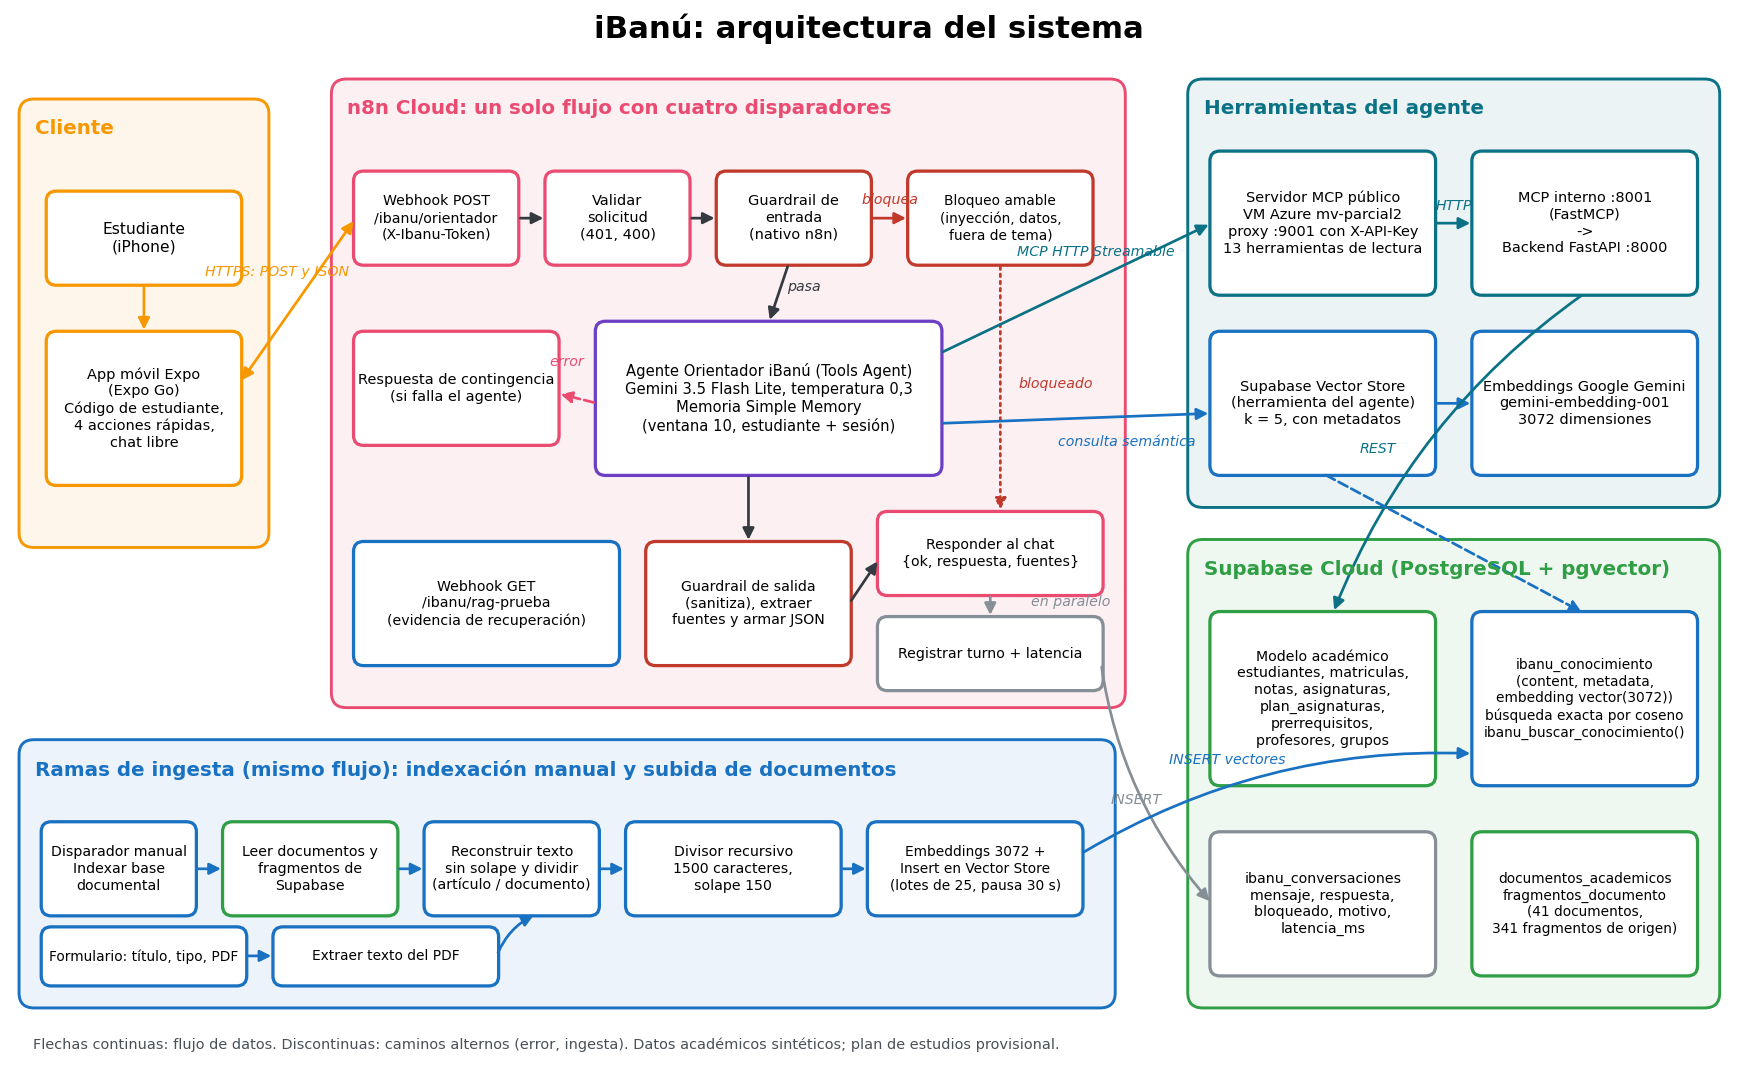 iBanú: arquitectura del sistema
Cliente
Estudiante
(iPhone)
HTTPS: POST y JSON
App móvil Expo
(Expo Go)
Código de estudiante,
4 acciones rápidas,
chat libre
n8n Cloud: un solo flujo con cuatro disparadores
Webhook POST
/ibanu/orientador
(X-Ibanu-Token)
Validar
solicitud
(401, 400)
Guardrail de
entrada
(nativo n8n)
bloquea
Bloqueo amable
(inyección, datos,
fuera de tema)
MCP HTTP Streamable
pasa
Respuesta de contingencia
(si falla el agente)
error
Agente Orientador iBanú (Tools Agent)
Gemini 3.5 Flash Lite, temperatura 0,3
Memoria Simple Memory
(ventana 10, estudiante + sesión)
bloqueado
consulta semántica
Webhook GET
/ibanu/rag-prueba
(evidencia de recuperación)
Guardrail de salida
(sanitiza), extraer
fuentes y armar JSON
Responder al chat
{ok, respuesta, fuentes}
en paralelo
Registrar turno + latencia
Herramientas del agente
Servidor MCP público
VM Azure mv-parcial2
proxy :9001 con X-API-Key
13 herramientas de lectura
HTTP
MCP interno :8001
(FastMCP)
->
Backend FastAPI :8000
Supabase Vector Store
(herramienta del agente)
k = 5, con metadatos
Embeddings Google Gemini
gemini-embedding-001
3072 dimensiones
REST
Supabase Cloud (PostgreSQL + pgvector)
Modelo académico
estudiantes, matriculas,
notas, asignaturas,
plan_asignaturas,
prerrequisitos,
profesores, grupos
ibanu_conocimiento
(content, metadata,
embedding vector(3072))
búsqueda exacta por coseno
ibanu_buscar_conocimiento()
INSERT vectores
INSERT
ibanu_conversaciones
mensaje, respuesta,
bloqueado, motivo,
latencia_ms
documentos_academicos
fragmentos_documento
(41 documentos,
341 fragmentos de origen)
Ramas de ingesta (mismo flujo): indexación manual y subida de documentos
Disparador manual
Indexar base
documental
Leer documentos y
fragmentos de
Supabase
Reconstruir texto
sin solape y dividir
(artículo / documento)
Divisor recursivo
1500 caracteres,
solape 150
Embeddings 3072 +
Insert en Vector Store
(lotes de 25, pausa 30 s)
Formulario: título, tipo, PDF
Extraer texto del PDF
Flechas continuas: flujo de datos. Discontinuas: caminos alternos (error, ingesta). Datos académicos sintéticos; plan de estudios provisional.